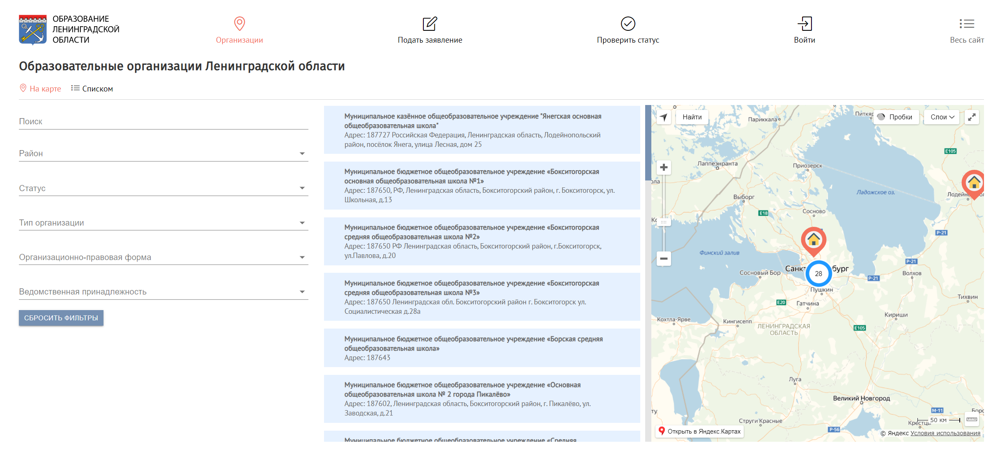 ОБРАЗОВАНИЕ
ЛЕНИНГРАДСКОЙ
ОБЛАСТИ
Организации
Подать заявление
Проверить статус
Войти
Весь сайт
Образовательные организации Ленинградской области
На карте
Списком
Поиск
Район
Статус
Тип организации
Организационно-правовая форма
Ведомственная принадлежность
СБРОСИТЬ ФИЛЬТРЫ
Муниципальное казённое общеобразовательное учреждение "Янегская основная
общеобразовательная школа"
Адрес: 187727 Российская Федерация, Ленинградская область, Лодейнопольский
район, посёлок Янега, улица Лесная, дом 25
Муниципальное бюджетное общеобразовательное учреждение «Бокситогорская
основная общеобразовательная школа №1»
Адрес: 187650, РФ, Ленинградская область, Бокситогорский район, г. Бокситогорск, ул.
Школьная, д.13
Муниципальное бюджетное общеобразовательное учреждение «Бокситогорская
средняя общеобразовательная школа №2»
Адрес: 187650 РФ Ленинградская область, Бокситогорский район, г.Бокситогорск,
ул.Павлова, д.20
Муниципальное бюджетное общеобразовательное учреждение «Бокситогорская
средняя общеобразовательная школа №3»
Адрес: 187650 Ленинградская обл. Бокситогорский район г. Бокситогорск ул.
Социалистическая д.28а
Муниципальное бюджетное общеобразовательное учреждение «Борская средняя
общеобразовательная школа»
Адрес: 187643
Муниципальное бюджетное общеобразовательное учреждение «Основная
общеобразовательная школа № 2 города Пикалёво»
Адрес: 187602, Ленинградская область, Бокситогорский район, г. Пикалёво, ул.
Заводская, д.21
Муниципальное бюджетное общеобразовательное учреждение «Средняя
Найти
Париккала
Питкяр
Пробки
Слои
E105
Лаппеэнранта
Приозерск
Ладожское оз.
Выборг
Сосново
E18
Р-21
Финский залив
Р-21
Сосновый Бор
Санкт
бург
28
Волхов
Р-21
Пушкин
Тихвин
E20
Гатчина
Кохтла-Ярве
Кингисепп
Кириши
ЛЕНИНГРАДСКАЯ
ОБЛАСТЬ
E105
Луга
Великий Новгород
М-11
Струги Красные
50 км
Р-56
Открыть в Яндекс.Картах
© Яндекс Условия использования